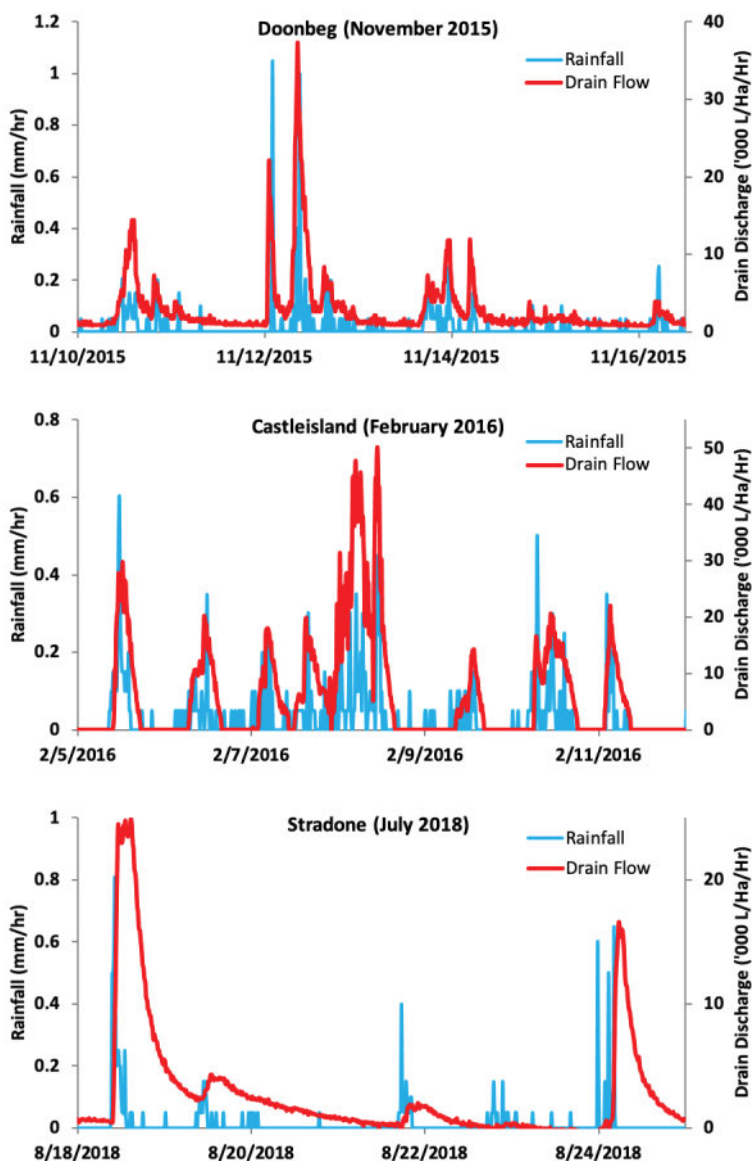 Doonbeg (November 2015)
Rainfall
Drain Flow
Rainfall (mm/hr)
1.2
1
0.8
0.6
0.4
0.2
0
40
30
20
10
0
Drain Discharge ('000 L/Ha/Hr)
11/10/2015 11/12/2015 11/14/2015 11/16/2015
Castleisland (February 2016)
Rainfall
Drain Flow
Rainfall (mm/hr)
0.8
0.6
0.4
0.2
0
50
40
30
20
10
0
Drain Discharge ('000 L/Ha/Hr)
2/5/2016 2/7/2016 2/9/2016 2/11/2016
Stradone (July 2018)
Rainfall
Drain Flow
Rainfall (mm/hr)
1
0.8
0.6
0.4
0.2
0
20
10
0
Drain Discharge ('000 L/Ha/Hr)
8/18/2018 8/20/2018 8/22/2018 8/24/2018